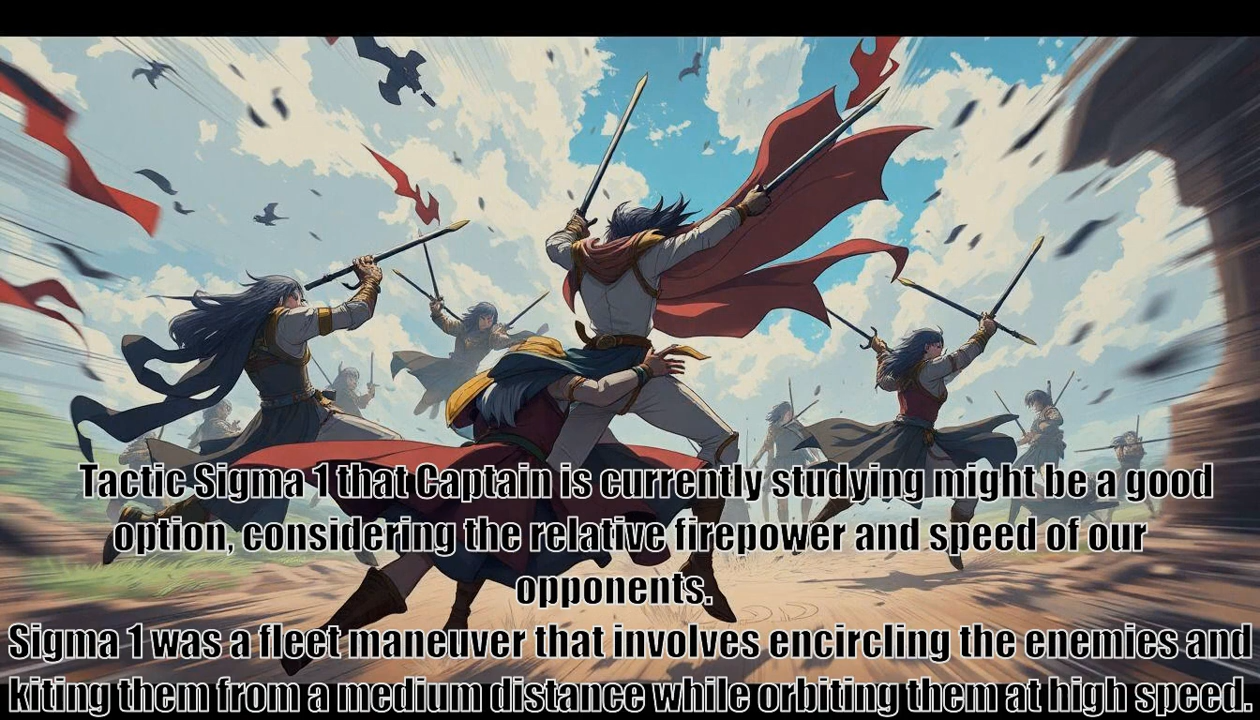 Tactic Sigma 1 that Captain is currently studying might be a good
option, considering the relative firepower and speed of our
opponents.
Sigma 1 was a fleet maneuver that involves encircling the enemies and
kiting them from a medium distance while orbiting them at high speed.